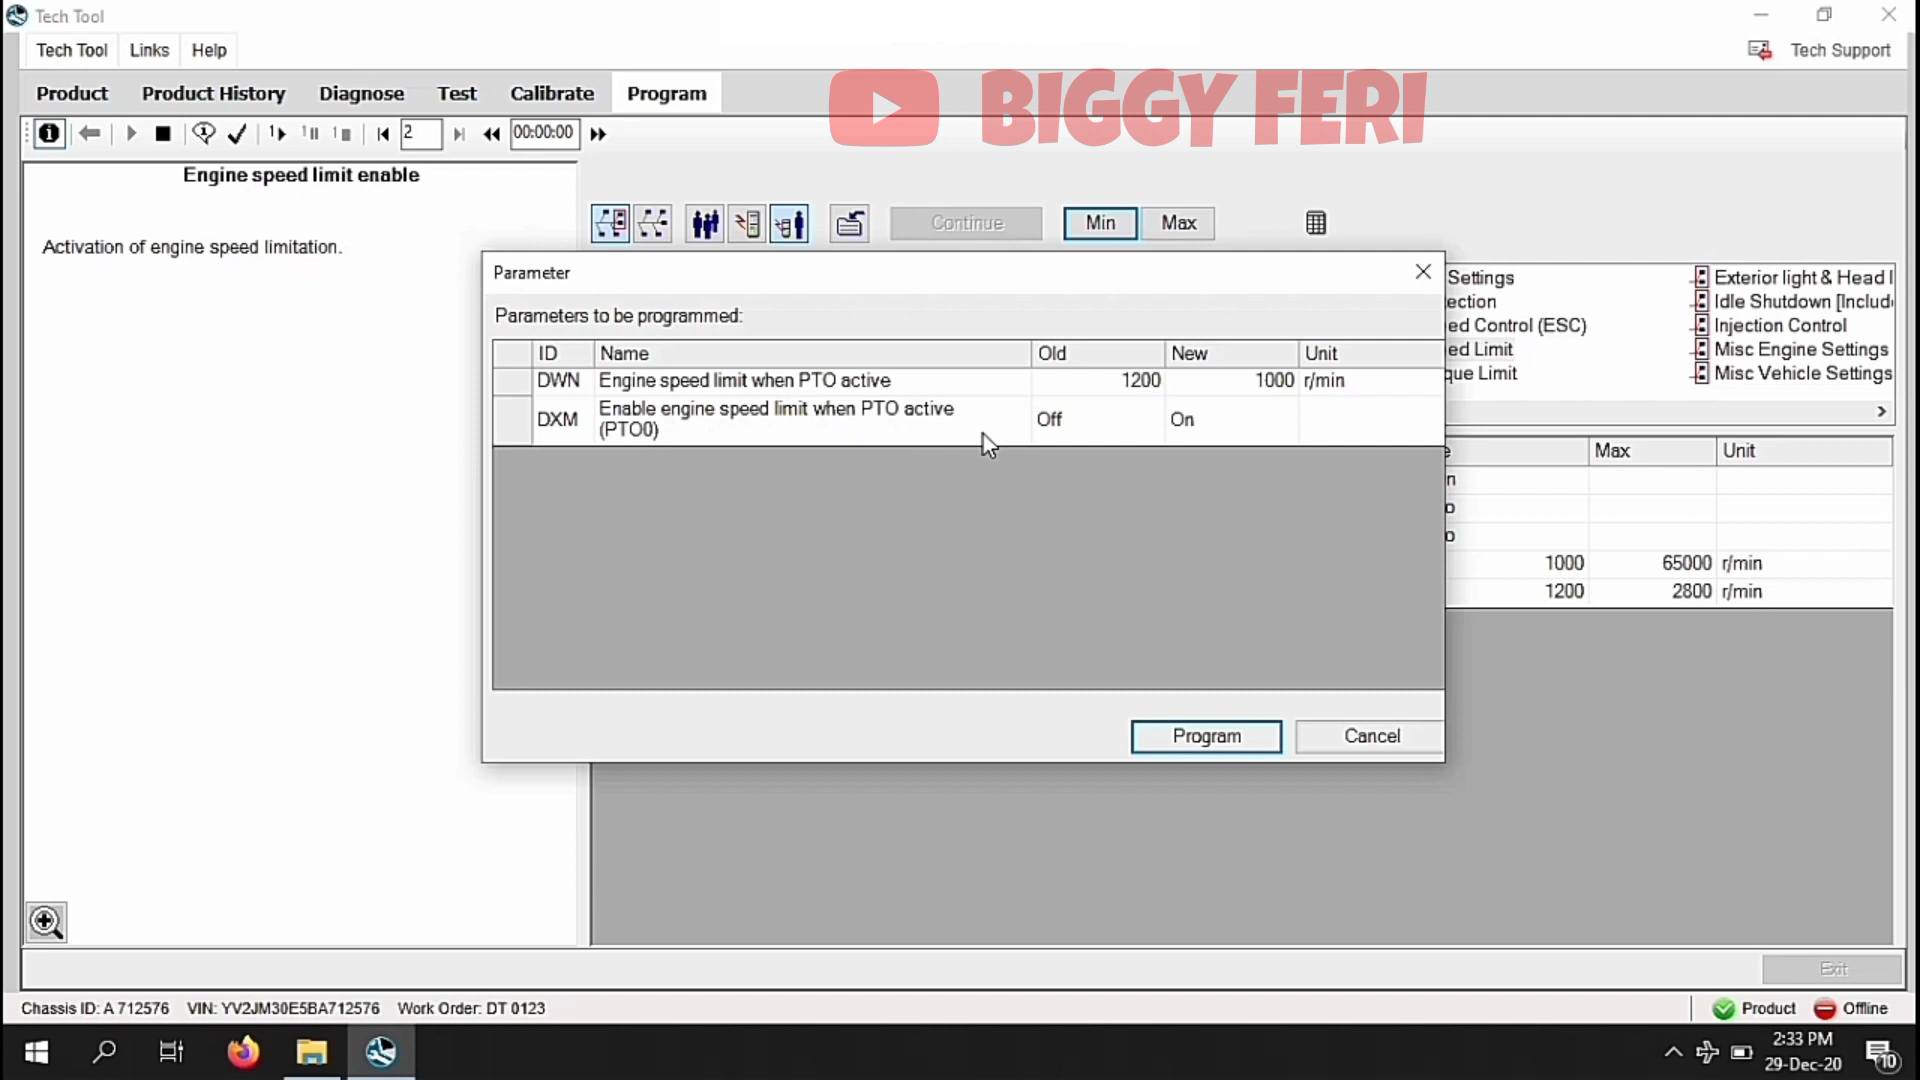 Tech Tool
Tech Tool Links Help Tech Support
Product Product History Diagnose Test Calibrate Program
BIGGY FERI
2 00:00:00
Engine speed limit enable
Activation of engine speed limitation.
Continue Min Max
Parameter
Parameters to be programmed:
ID Name Old New Unit
DWN Engine speed limit when PTO active 1200 1000 r/min
DXM Enable engine speed limit when PTO active
(PTO0) Off On
Program Cancel
Settings Exterior light & Head l
ection Idle Shutdown [Includ
ed Control (ESC) Injection Control
ed Limit Misc Engine Settings
que Limit Misc Vehicle Settings
e Max Unit
n
o
o
1000 65000 r/min
1200 2800 r/min
Exit
Chassis ID: A 712576 VIN: YV2JM30E5BA712576 Work Order: DT 0123 Product Offline
2:33 PM
29-Dec-20
10